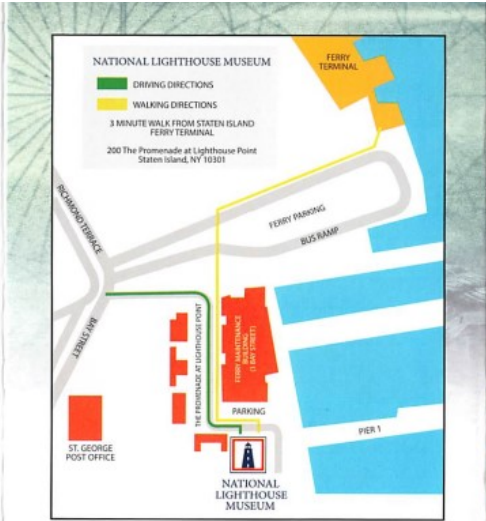 NATIONAL LIGHTHOUSE MUSEUM
DRIVING DIRECTIONS
WALKING DIRECTIONS
3 MINUTE WALK FROM STATEN ISLAND
FERRY TERMINAL
200 The Promenade at Lighthouse Point
Staten Island, NY 10301
FERRY
TERMINAL
RICHMOND TERRACE
FERRY PARKING
BUS RAMP
BAY STREET
THE PROMENADE AT LIGHTHOUSE POINT
FERRY MAINTENANCE
BUILDING
(1 BAY STREET)
PARKING
PIER 1
ST. GEORGE
POST OFFICE
NATIONAL
LIGHTHOUSE
MUSEUM